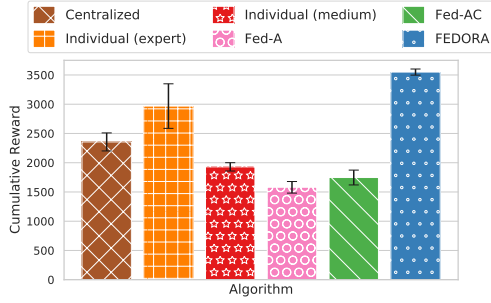 Centralized
Individual (expert)
Individual (medium)
Fed-A
Fed-AC
FEDORA
Cumulative Reward
3500
3000
2500
2000
1500
1000
500
0
Algorithm